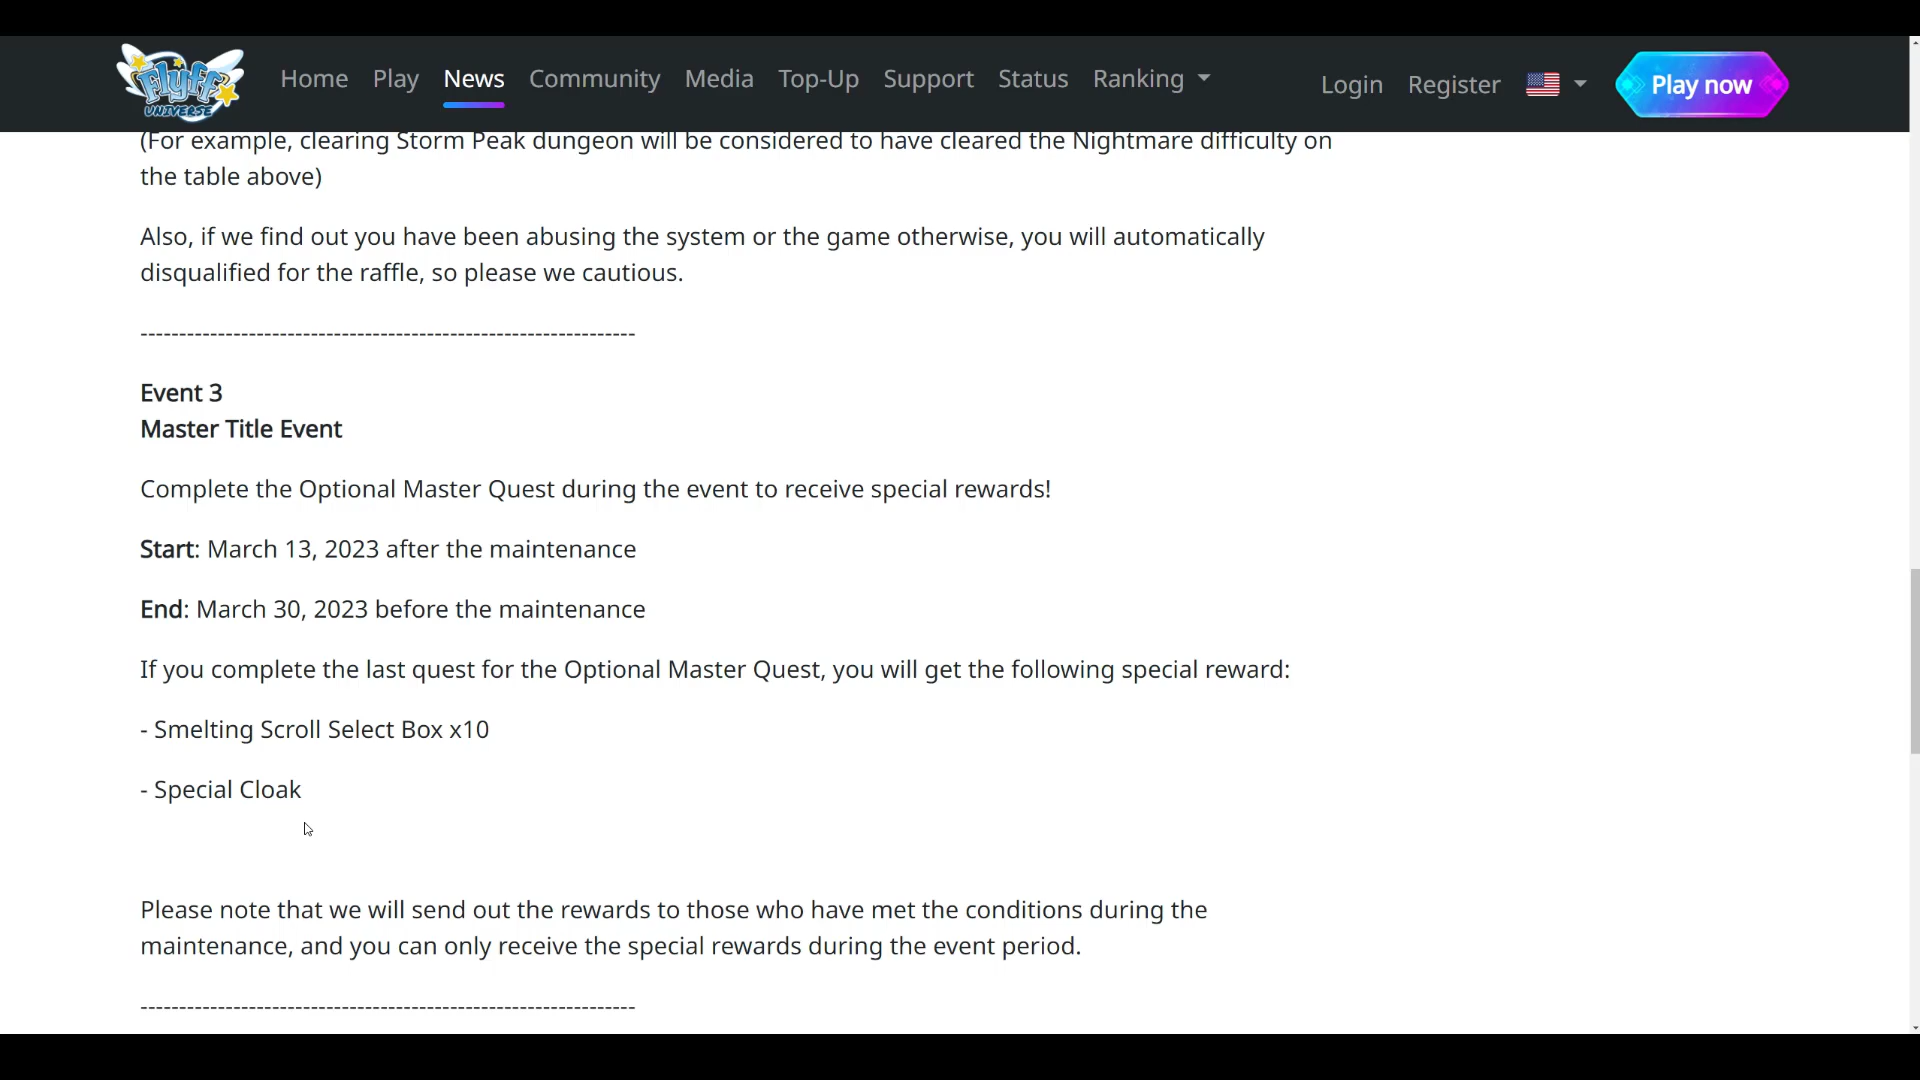 Flyff
UNIVERSE
Home Play News Community Media Top-Up Support Status Ranking Login Register Play now
(For example, clearing Storm Peak dungeon will be considered to have cleared the Nightmare difficulty on
the table above)
Also, if we find out you have been abusing the system or the game otherwise, you will automatically
disqualified for the raffle, so please we cautious.
----------------------------------------------------------------
Event 3
Master Title Event
Complete the Optional Master Quest during the event to receive special rewards!
Start: March 13, 2023 after the maintenance
End: March 30, 2023 before the maintenance
If you complete the last quest for the Optional Master Quest, you will get the following special reward:
- Smelting Scroll Select Box x10
- Special Cloak
Please note that we will send out the rewards to those who have met the conditions during the
maintenance, and you can only receive the special rewards during the event period.
----------------------------------------------------------------